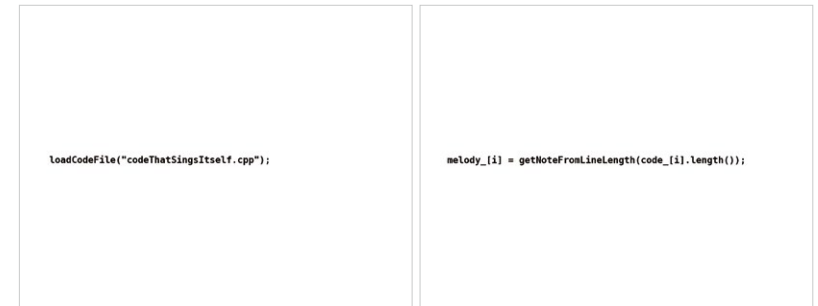 loadCodeFile("codeThatSingsItself.cpp");
melody_[i] = getNoteFromLineLength(code_[i].length());